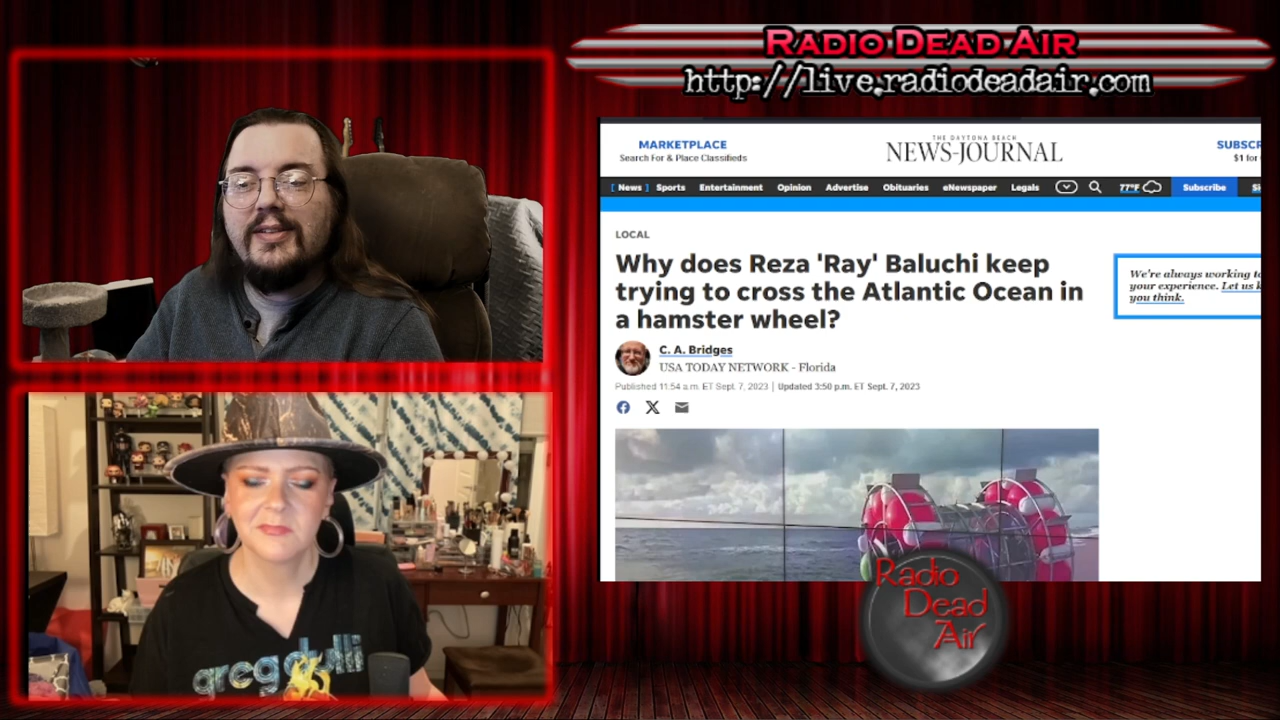 RADIO DEAD AIR
http://live.radiodeadair.com
MARKETPLACE
Search For & Place Classifieds
THE DAYTONA BEACH
NEWS-JOURNAL
SUBSCR
$1 for
[ News ] Sports Entertainment Opinion Advertise Obituaries eNewspaper Legals 77°F Subscribe
LOCAL
Why does Reza 'Ray' Baluchi keep
trying to cross the Atlantic Ocean in
a hamster wheel?
We're always working to
your experience. Let us k
you think.
C. A. Bridges
USA TODAY NETWORK - Florida
Published 11:54 a.m. ET Sept. 7, 2023 | Updated 3:50 p.m. ET Sept. 7, 2023
Radio
Dead
Air
greg dulli